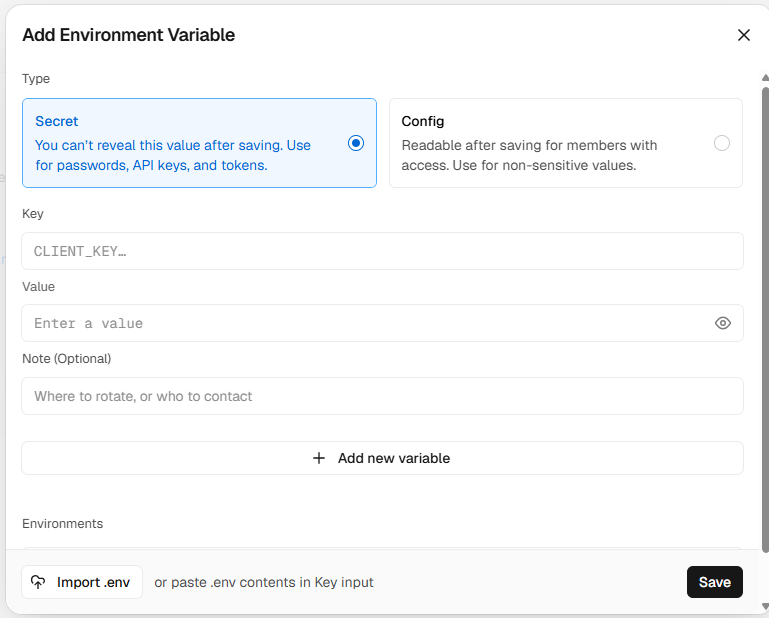 Add Environment Variable
Type
Secret
You can't reveal this value after saving. Use
for passwords, API keys, and tokens.
Config
Readable after saving for members with
access. Use for non-sensitive values.
Key
CLIENT_KEY…
Value
Enter a value
Note (Optional)
Where to rotate, or who to contact
Add new variable
Environments
Import .env
or paste .env contents in Key input
Save